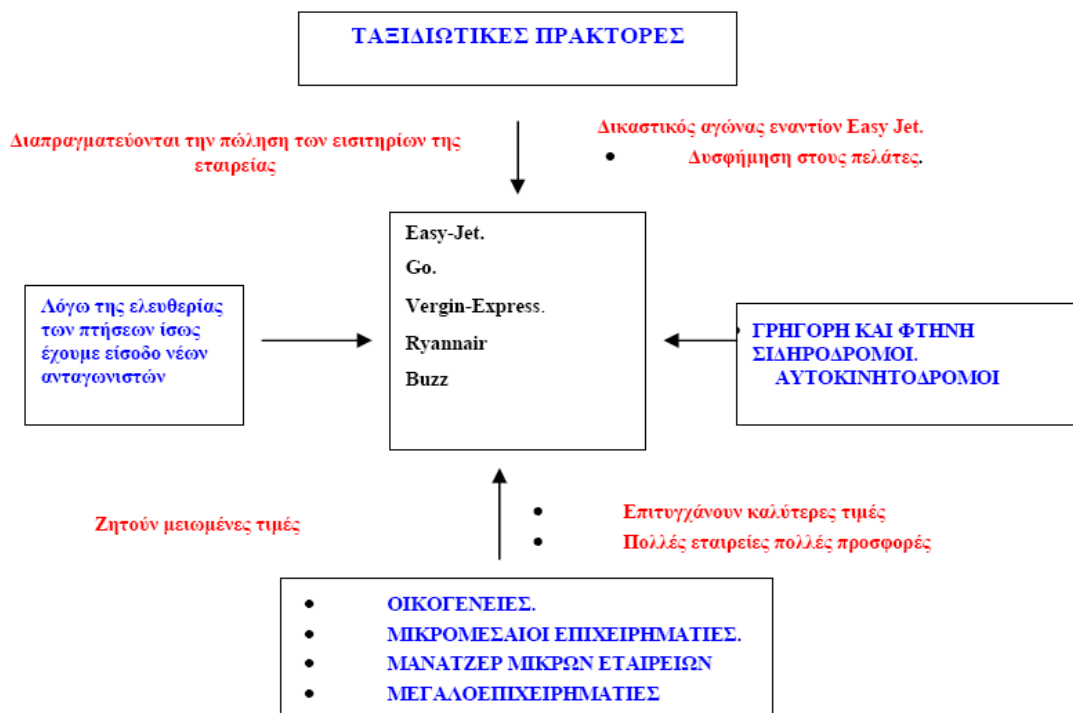 ΤΑΞΙΔΙΩΤΙΚΕΣ ΠΡΑΚΤΟΡΕΣ
Διαπραγματεύονται την πώληση των εισιτηρίων της
εταιρείας
Δικαστικός αγώνας εναντίον Easy Jet.
• Δυσφήμηση στους πελάτες.
Easy-Jet.
Go.
Vergin-Express.
Ryannair
Buzz
Λόγω της ελευθερίας
των πτήσεων ίσως
έχουμε είσοδο νέων
ανταγωνιστών
• ΓΡΗΓΟΡΗ ΚΑΙ ΦΤΗΝΗ
ΣΙΔΗΡΟΔΡΟΜΟΙ.
ΑΥΤΟΚΙΝΗΤΟΔΡΟΜΟΙ
Ζητούν μειωμένες τιμές
• Επιτυγχάνουν καλύτερες τιμές
• Πολλές εταιρείες πολλές προσφορές
• ΟΙΚΟΓΕΝΕΙΕΣ.
• ΜΙΚΡΟΜΕΣΑΙΟΙ ΕΠΙΧΕΙΡΗΜΑΤΙΕΣ.
• ΜΑΝΑΤΖΕΡ ΜΙΚΡΩΝ ΕΤΑΙΡΕΙΩΝ
• ΜΕΓΑΛΟΕΠΙΧΕΙΡΗΜΑΤΙΕΣ